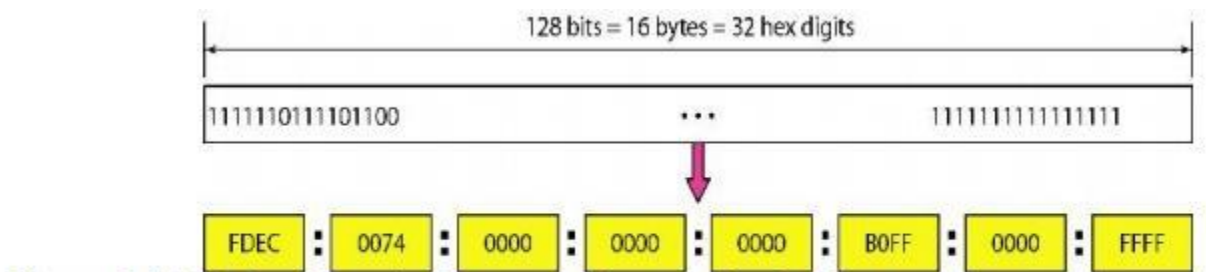 128 bits = 16 bytes = 32 hex digits
1111110111101100 ... 1111111111111111
FDEC : 0074 : 0000 : 0000 : 0000 : B0FF : 0000 : FFFF